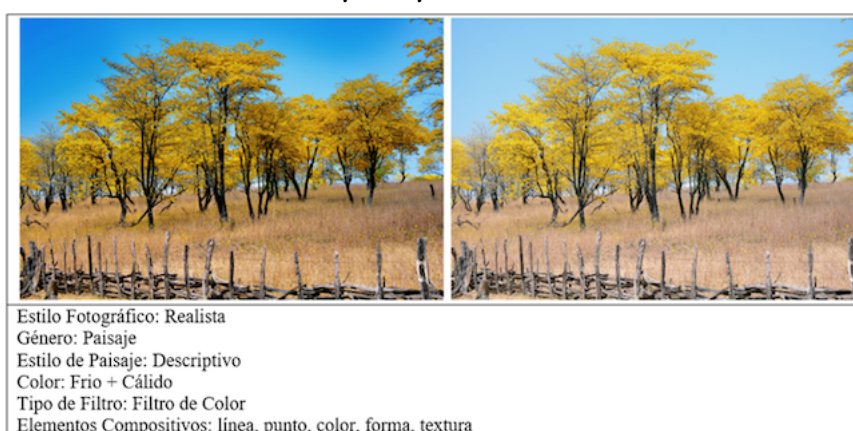 Estilo Fotográfico: Realista
Género: Paisaje
Estilo de Paisaje: Descriptivo
Color: Frio + Cálido
Tipo de Filtro: Filtro de Color
Elementos Compositivos: línea, punto, color, forma, textura